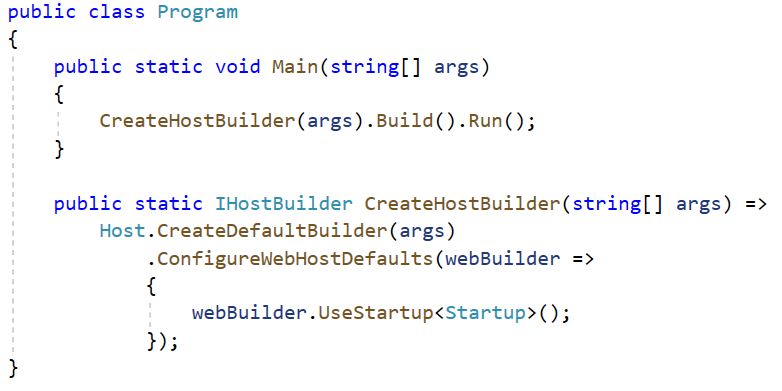 public class Program
{
    public static void Main(string[] args)
    {
        CreateHostBuilder(args).Build().Run();
    }

    public static IHostBuilder CreateHostBuilder(string[] args) =>
        Host.CreateDefaultBuilder(args)
            .ConfigureWebHostDefaults(webBuilder =>
            {
                webBuilder.UseStartup<Startup>();
            });
}